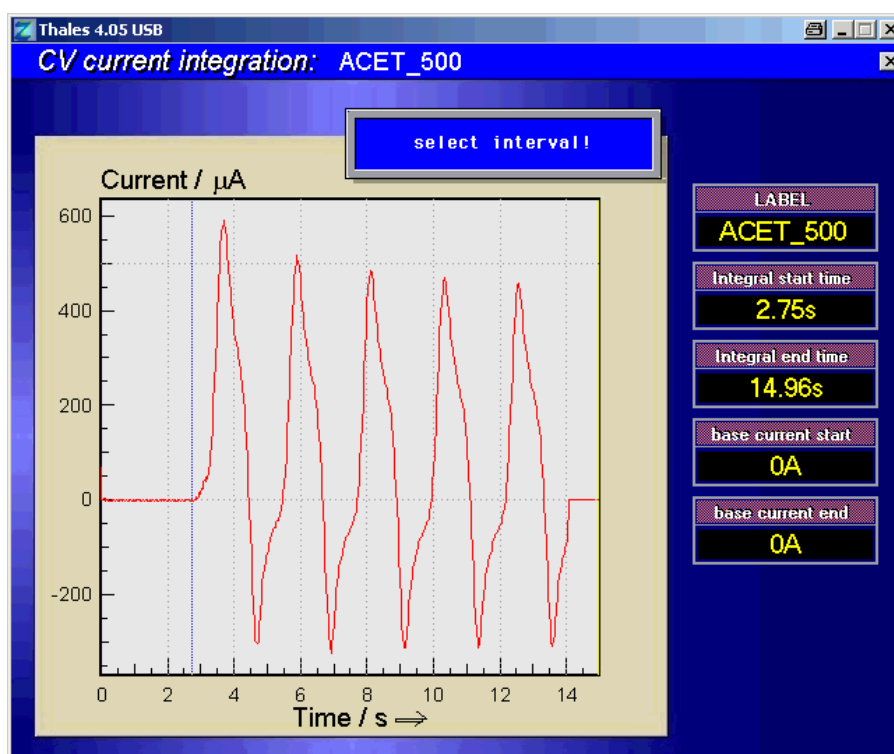 Thales 4.05 USB
CV current integration: ACET_500
select interval!
Current / µA
600
400
200
0
-200
0 2 4 6 8 10 12 14
Time / s ⇒
LABEL
ACET_500
Integral start time
2.75s
Integral end time
14.96s
base current start
0A
base current end
0A